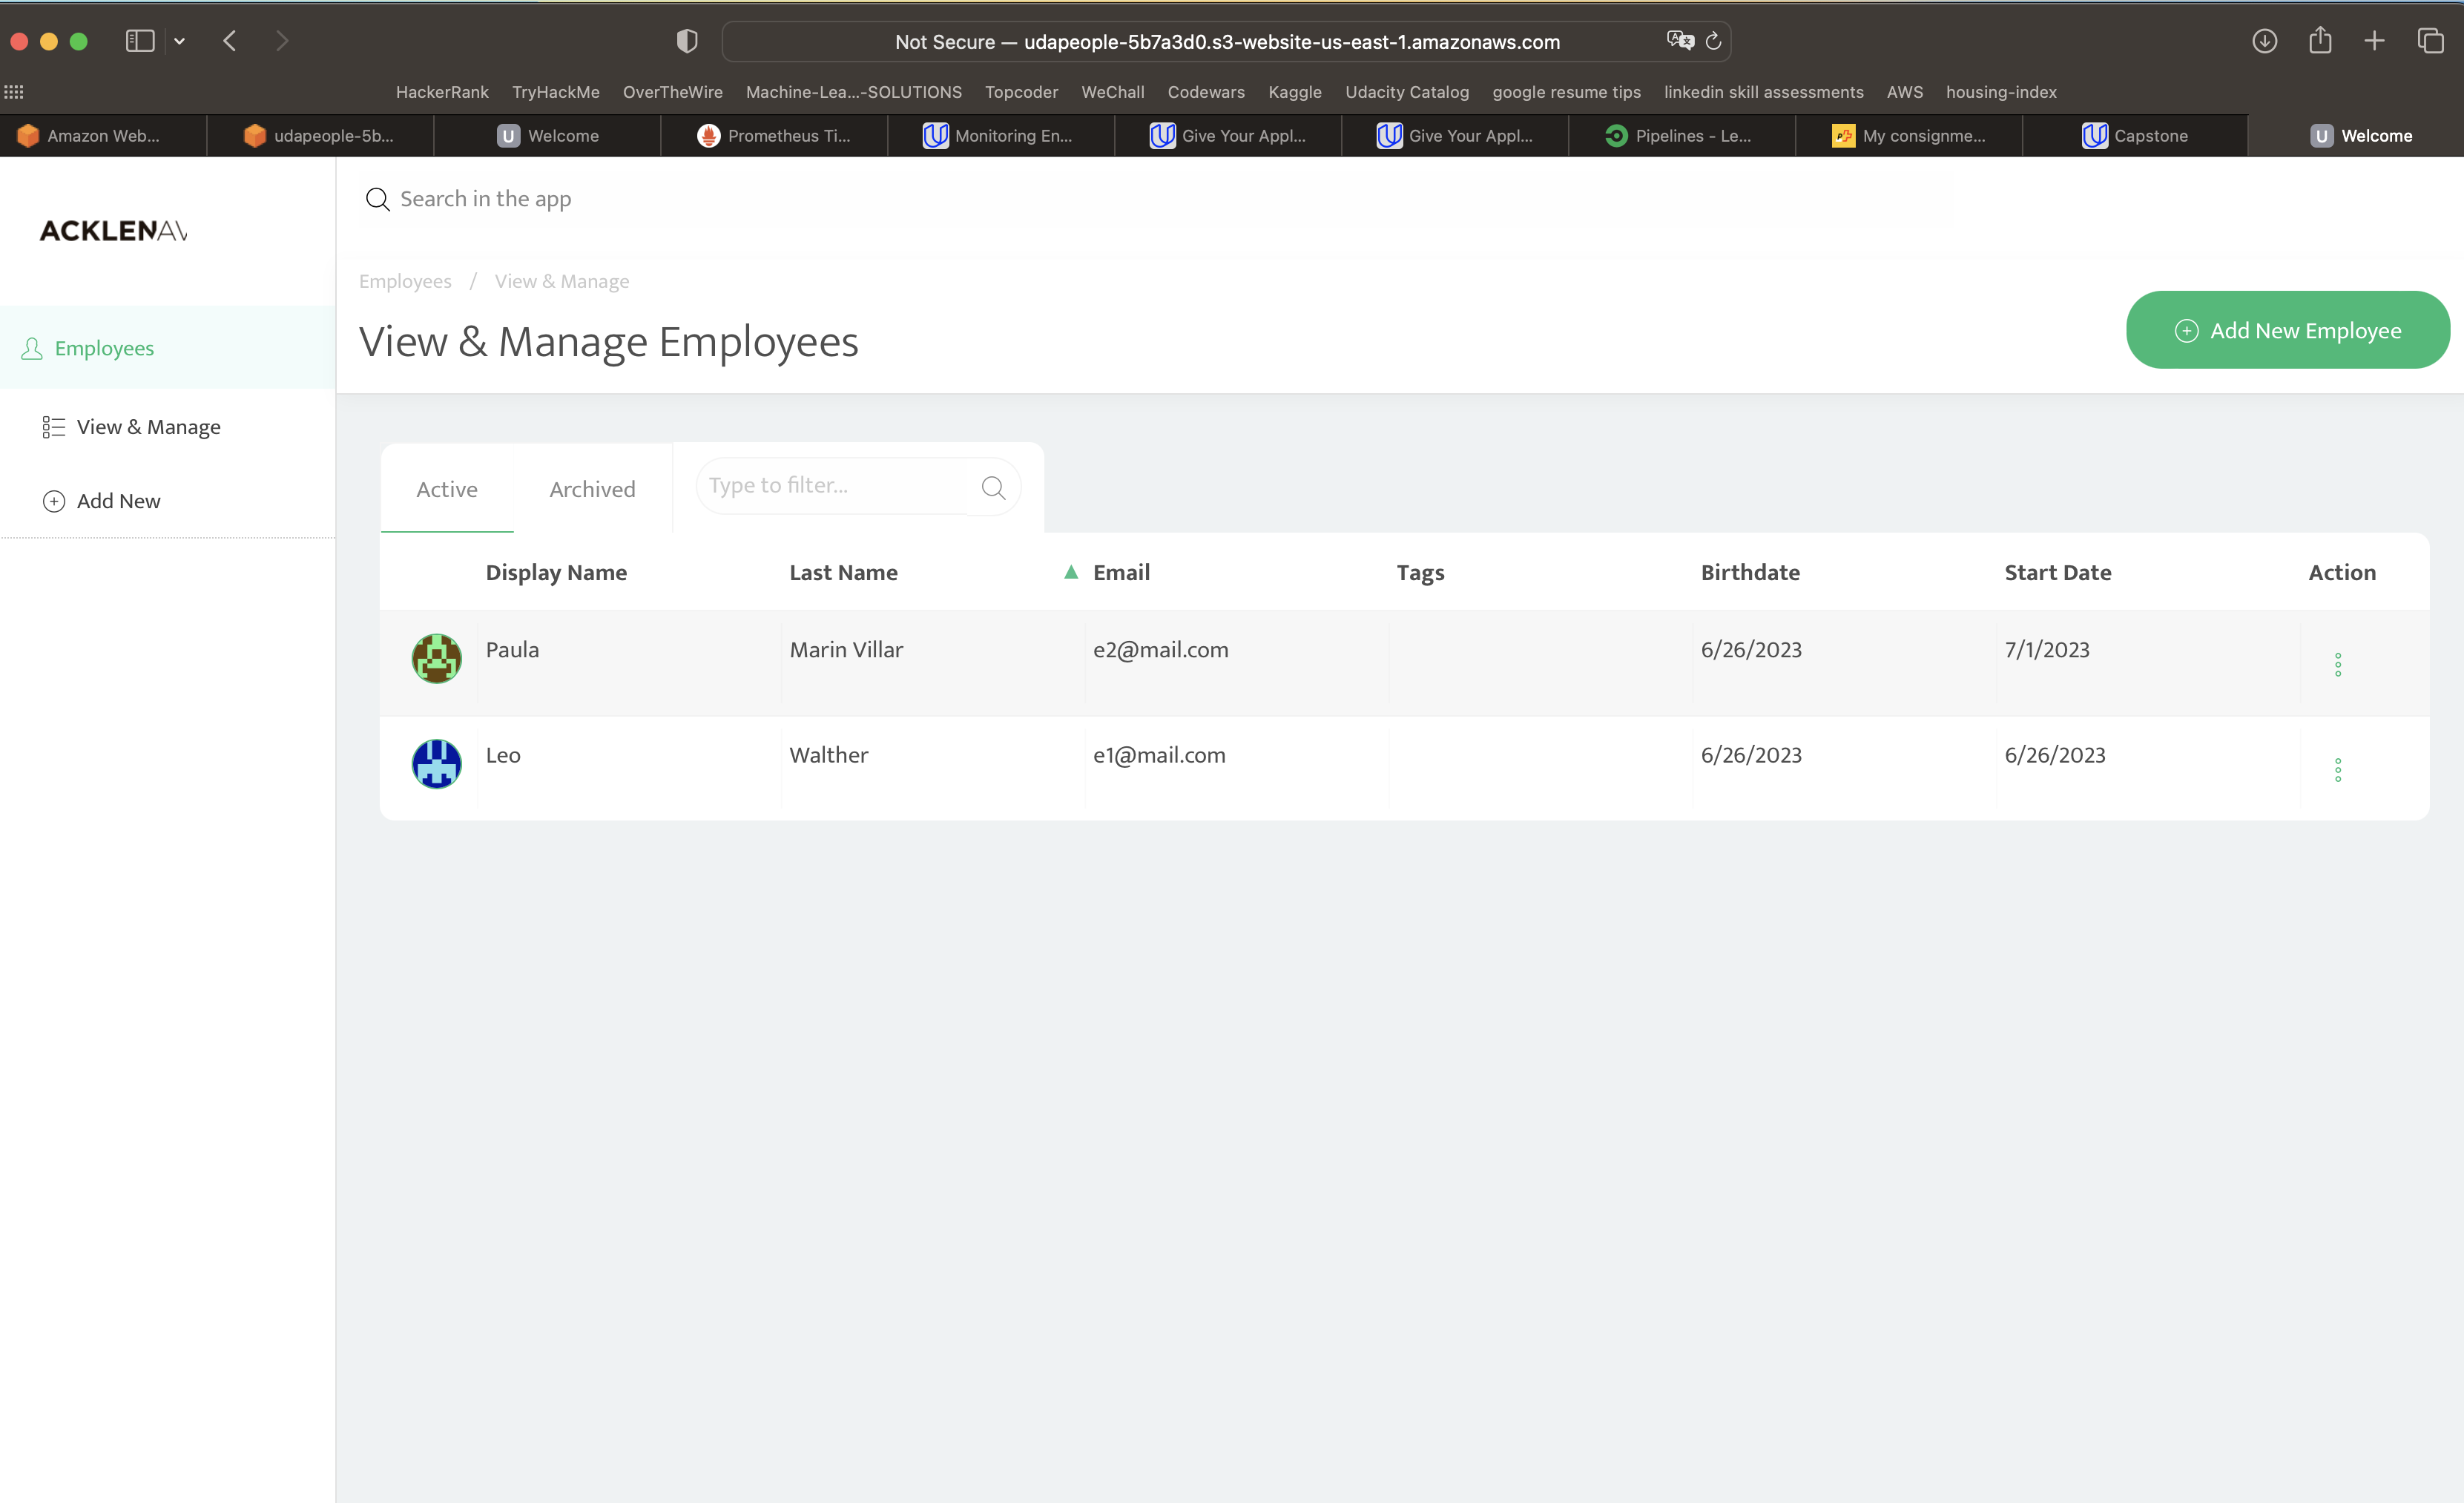 Not Secure — udapeople-5b7a3d0.s3-website-us-east-1.amazonaws.com
HackerRank TryHackMe OverTheWire Machine-Lea...-SOLUTIONS Topcoder WeChall Codewars Kaggle Udacity Catalog google resume tips linkedin skill assessments AWS housing-index
Amazon Web... udapeople-5b... U Welcome Prometheus Ti... Monitoring En... Give Your Appl... Give Your Appl... Pipelines - Le... My consignme... Capstone U Welcome
Search in the app
ACKLENAV
Employees / View & Manage
View & Manage Employees
Add New Employee
Employees
View & Manage
Add New
Active Archived Type to filter...
Display Name Last Name ▲ Email Tags Birthdate Start Date Action
Paula Marin Villar e2@mail.com 6/26/2023 7/1/2023
Leo Walther e1@mail.com 6/26/2023 6/26/2023